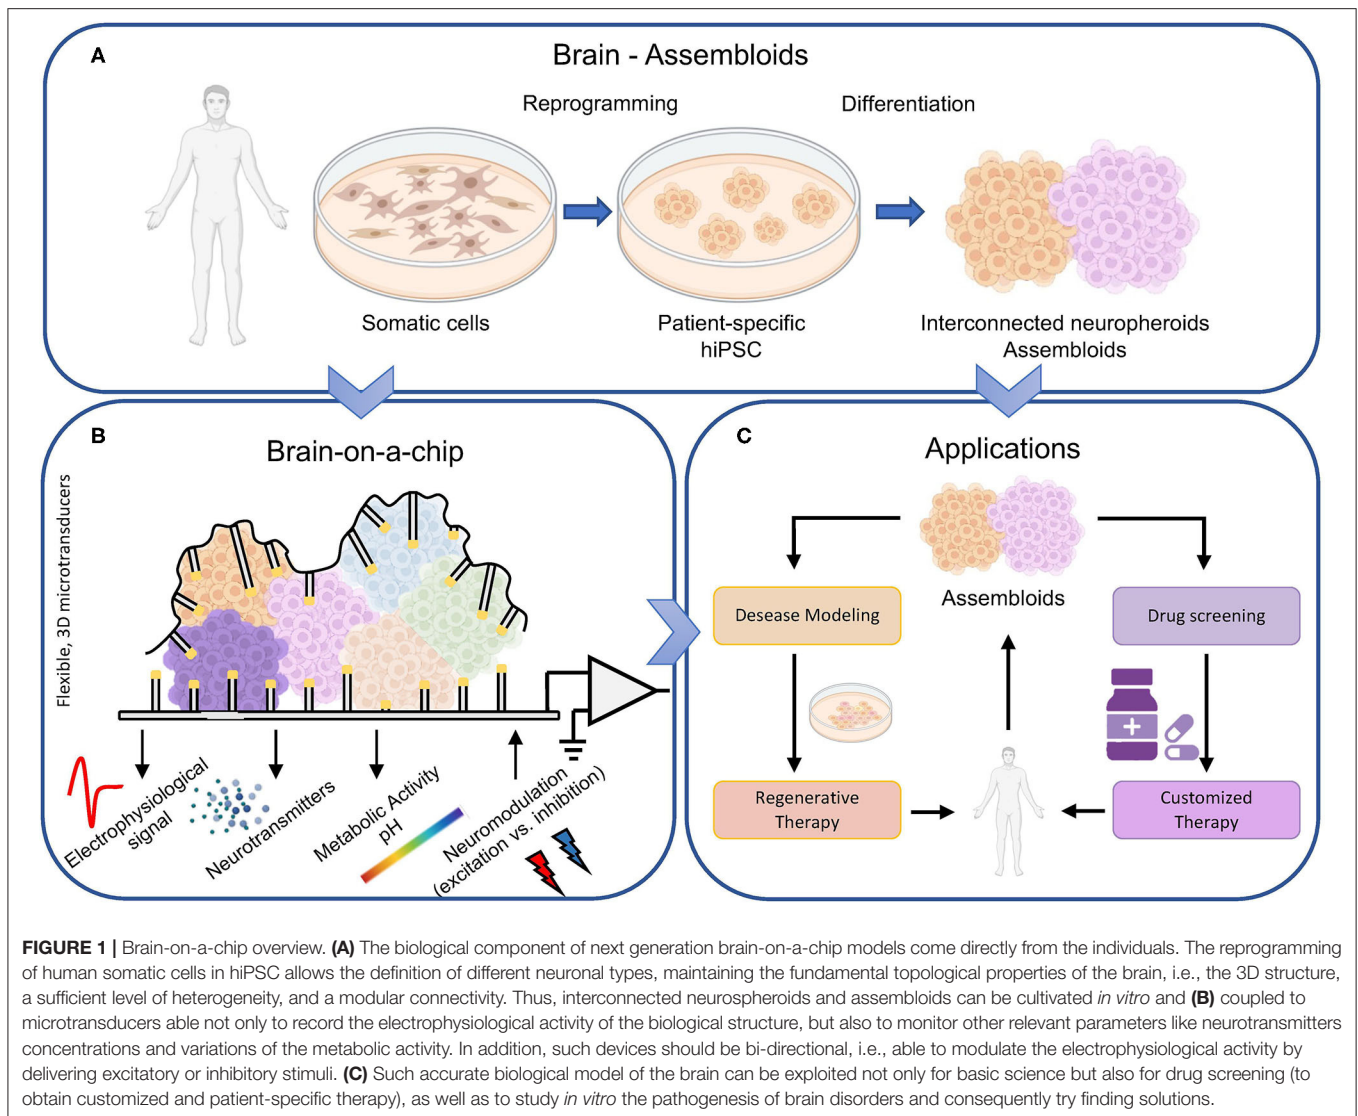 A
Brain - Assembloids
Reprogramming
Differentiation
Somatic cells
Patient-specific
hiPSC
Interconnected neuropheroids
Assembloids
B
Brain-on-a-chip
Flexible, 3D microtransducers
Electrophysiological
signal
Neurotransmitters
Metabolic Activity
pH
Neuromodulation
(excitation vs. inhibition)
C
Applications
Assembloids
Desease Modeling
Drug screening
Regenerative
Therapy
Customized
Therapy
FIGURE 1 | Brain-on-a-chip overview. (A) The biological component of next generation brain-on-a-chip models come directly from the individuals. The reprogramming
of human somatic cells in hiPSC allows the definition of different neuronal types, maintaining the fundamental topological properties of the brain, i.e., the 3D structure,
a sufficient level of heterogeneity, and a modular connectivity. Thus, interconnected neurospheroids and assembloids can be cultivated in vitro and (B) coupled to
microtransducers able not only to record the electrophysiological activity of the biological structure, but also to monitor other relevant parameters like neurotransmitters
concentrations and variations of the metabolic activity. In addition, such devices should be bi-directional, i.e., able to modulate the electrophysiological activity by
delivering excitatory or inhibitory stimuli. (C) Such accurate biological model of the brain can be exploited not only for basic science but also for drug screening (to
obtain customized and patient-specific therapy), as well as to study in vitro the pathogenesis of brain disorders and consequently try finding solutions.